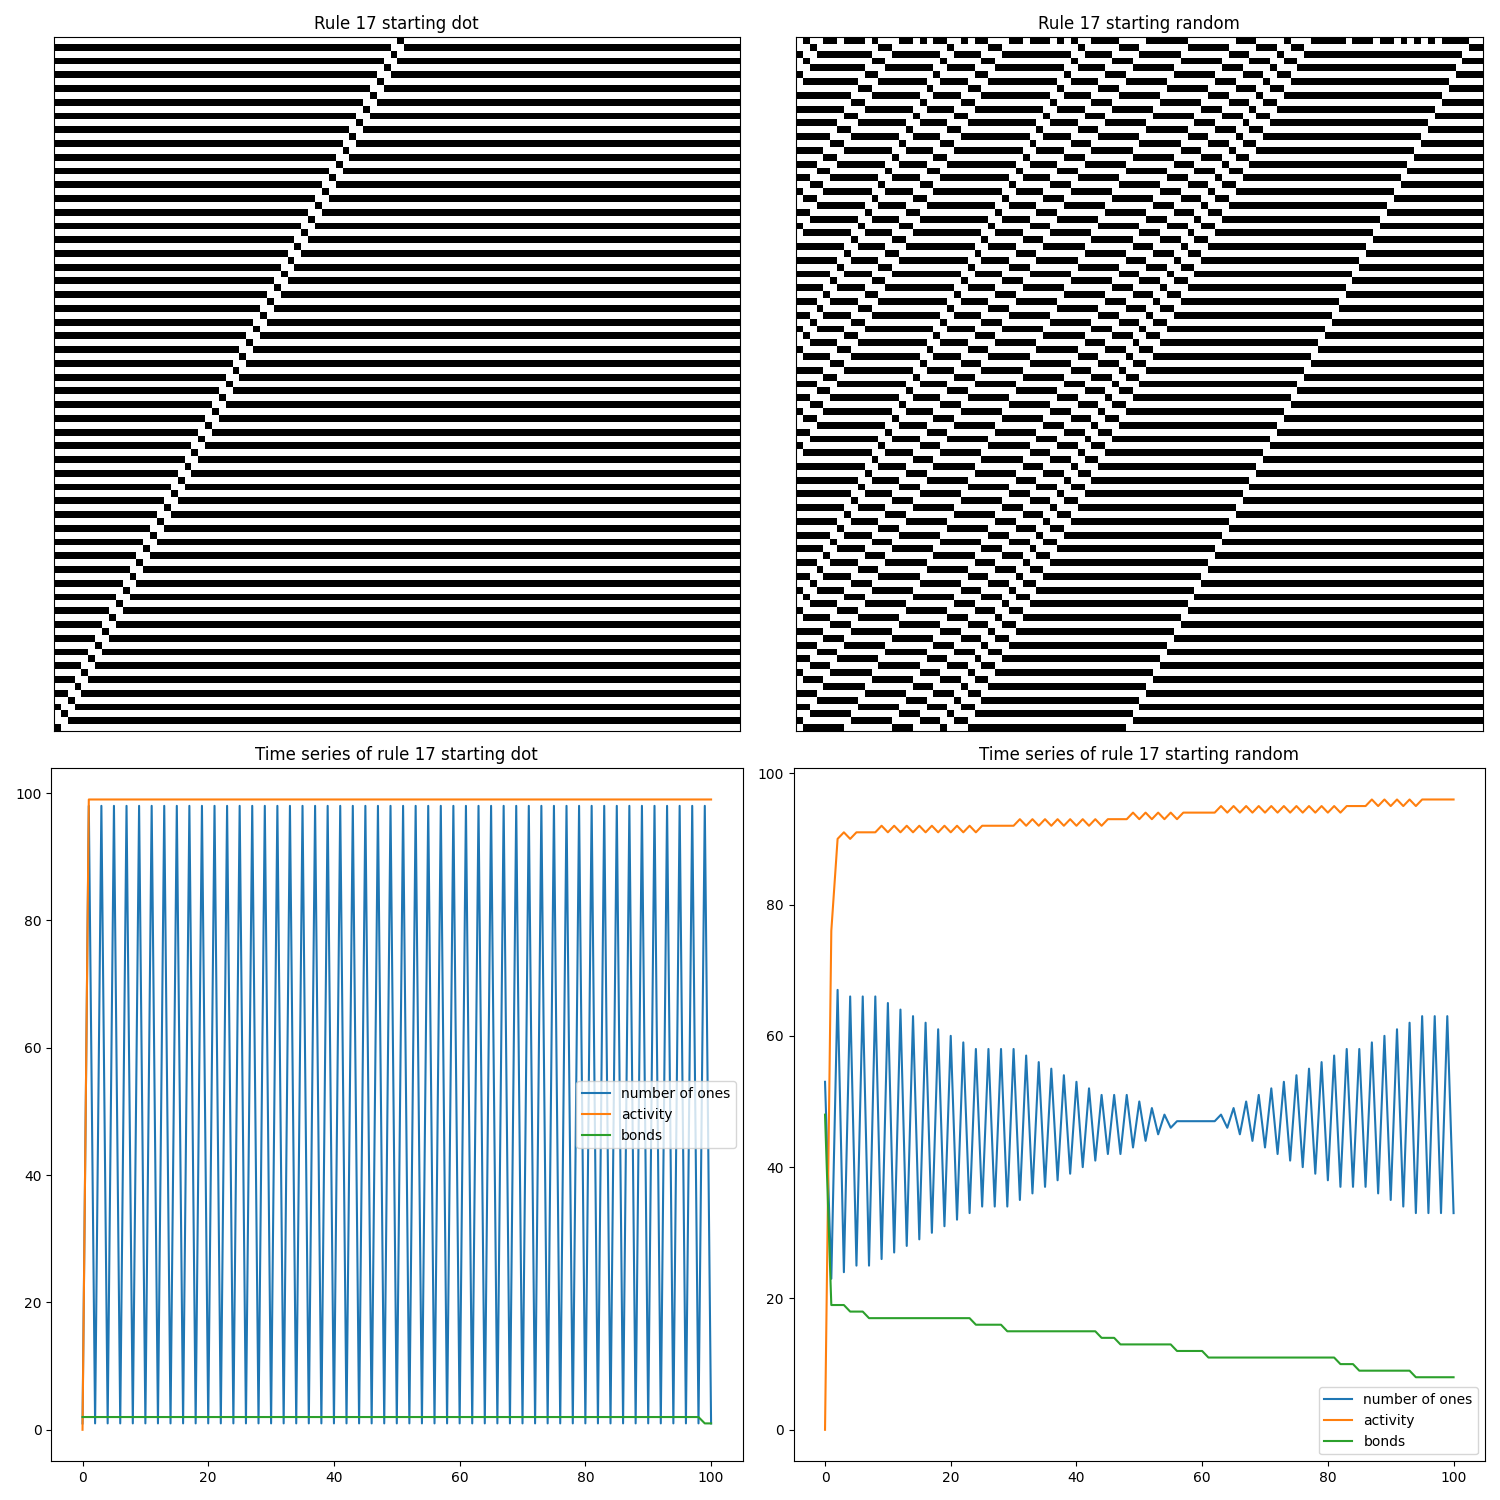 Rule 17 starting dot
Rule 17 starting random
Time series of rule 17 starting dot
100
80
60
40
20
0
0 20 40 60 80 100
number of ones
activity
bonds
Time series of rule 17 starting random
100
80
60
40
20
0
0 20 40 60 80 100
number of ones
activity
bonds